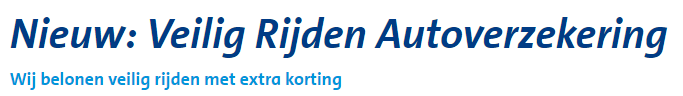 Nieuw: Veilig Rijden Autoverzekering
Wij belonen veilig rijden met extra korting